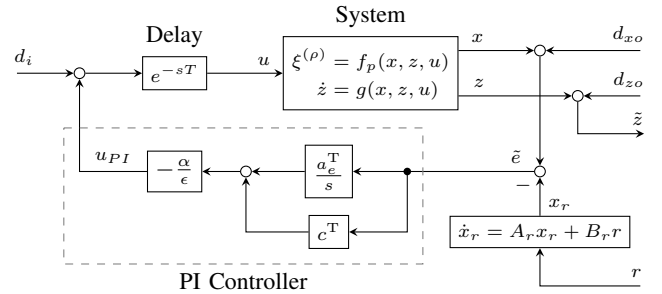 System
Delay
d_i
e^{-sT}
u
ξ^{(ρ)} = f_p(x, z, u)
ż = g(x, z, u)
x
z
d_{xo}
d_{zo}
z̃
u_{PI}
-α/ϵ
a_e^T/s
c^T
ẽ
−
x_r
ẋ_r = A_r x_r + B_r r
r
PI Controller